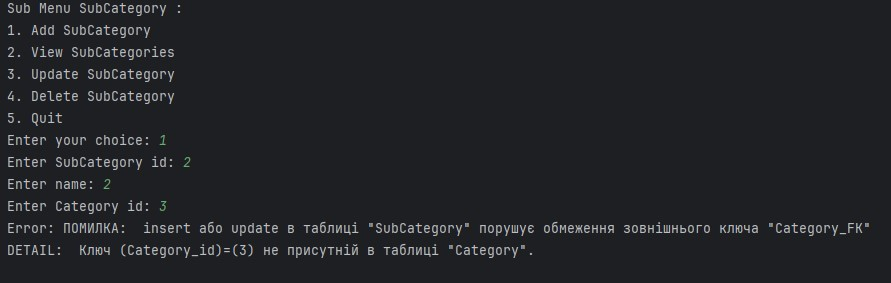 Sub Menu SubCategory :
1. Add SubCategory
2. View SubCategories
3. Update SubCategory
4. Delete SubCategory
5. Quit
Enter your choice: 1
Enter SubCategory id: 2
Enter name: 2
Enter Category id: 3
Error: ПОМИЛКА:  insert або update в таблиці "SubCategory" порушує обмеження зовнішнього ключа "Category_FK"
DETAIL:  Ключ (Category_id)=(3) не присутній в таблиці "Category".